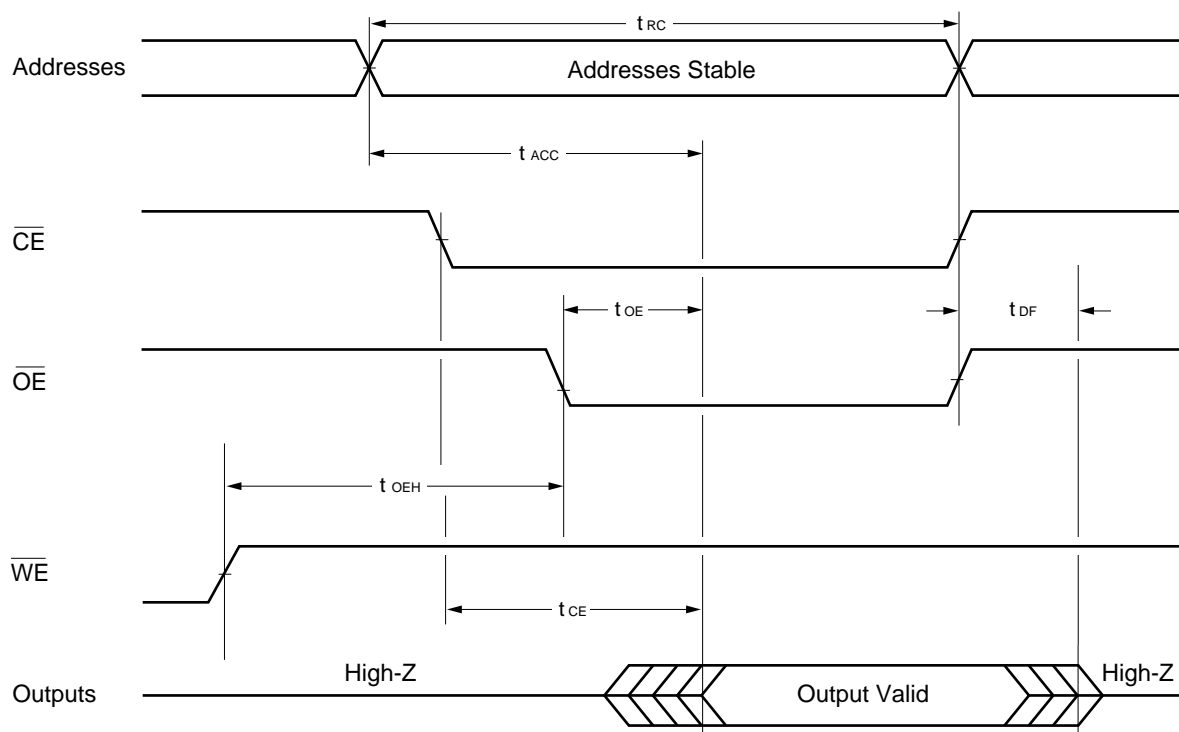 t RC
Addresses
Addresses Stable
t ACC
CE
t OE
t DF
OE
t OEH
WE
t CE
High-Z
High-Z
Outputs
Output Valid